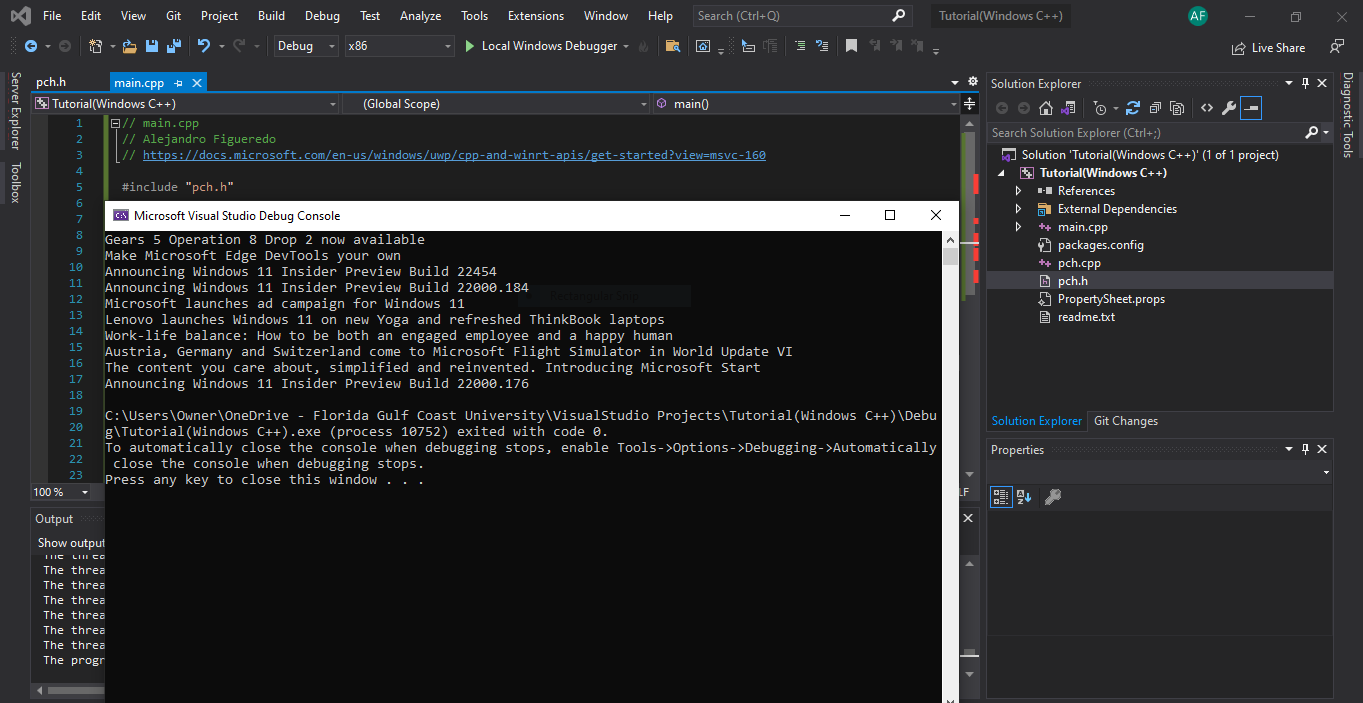 File Edit View Git Project Build Debug Test Analyze Tools Extensions Window Help Search (Ctrl+Q) Tutorial(Windows C++) AF
Debug x86 Local Windows Debugger Live Share
Server Explorer
Toolbox
pch.h main.cpp
Tutorial(Windows C++) (Global Scope) main()
1 // main.cpp
2 // Alejandro Figueredo
3 // https://docs.microsoft.com/en-us/windows/uwp/cpp-and-winrt-apis/get-started?view=msvc-160
4
5 #include "pch.h"
6
7
8
9
10
11
12
13
14
15
16
17
18
19
20
21
22
23
100 %
LF
Microsoft Visual Studio Debug Console
Gears 5 Operation 8 Drop 2 now available
Make Microsoft Edge DevTools your own
Announcing Windows 11 Insider Preview Build 22454
Announcing Windows 11 Insider Preview Build 22000.184
Microsoft launches ad campaign for Windows 11
Lenovo launches Windows 11 on new Yoga and refreshed ThinkBook laptops
Work-life balance: How to be both an engaged employee and a happy human
Austria, Germany and Switzerland come to Microsoft Flight Simulator in World Update VI
The content you care about, simplified and reinvented. Introducing Microsoft Start
Announcing Windows 11 Insider Preview Build 22000.176
C:\Users\Owner\OneDrive - Florida Gulf Coast University\VisualStudio Projects\Tutorial(Windows C++)\Debu
g\Tutorial(Windows C++).exe (process 10752) exited with code 0.
To automatically close the console when debugging stops, enable Tools->Options->Debugging->Automatically
close the console when debugging stops.
Press any key to close this window . . .
Output
Show output
The threa
The threa
The threa
The threa
The threa
The threa
The threa
The progr
Solution Explorer
Search Solution Explorer (Ctrl+;)
Solution 'Tutorial(Windows C++)' (1 of 1 project)
Tutorial(Windows C++)
References
External Dependencies
main.cpp
packages.config
pch.cpp
pch.h
PropertySheet.props
readme.txt
Solution Explorer Git Changes
Properties
Diagnostic Tools